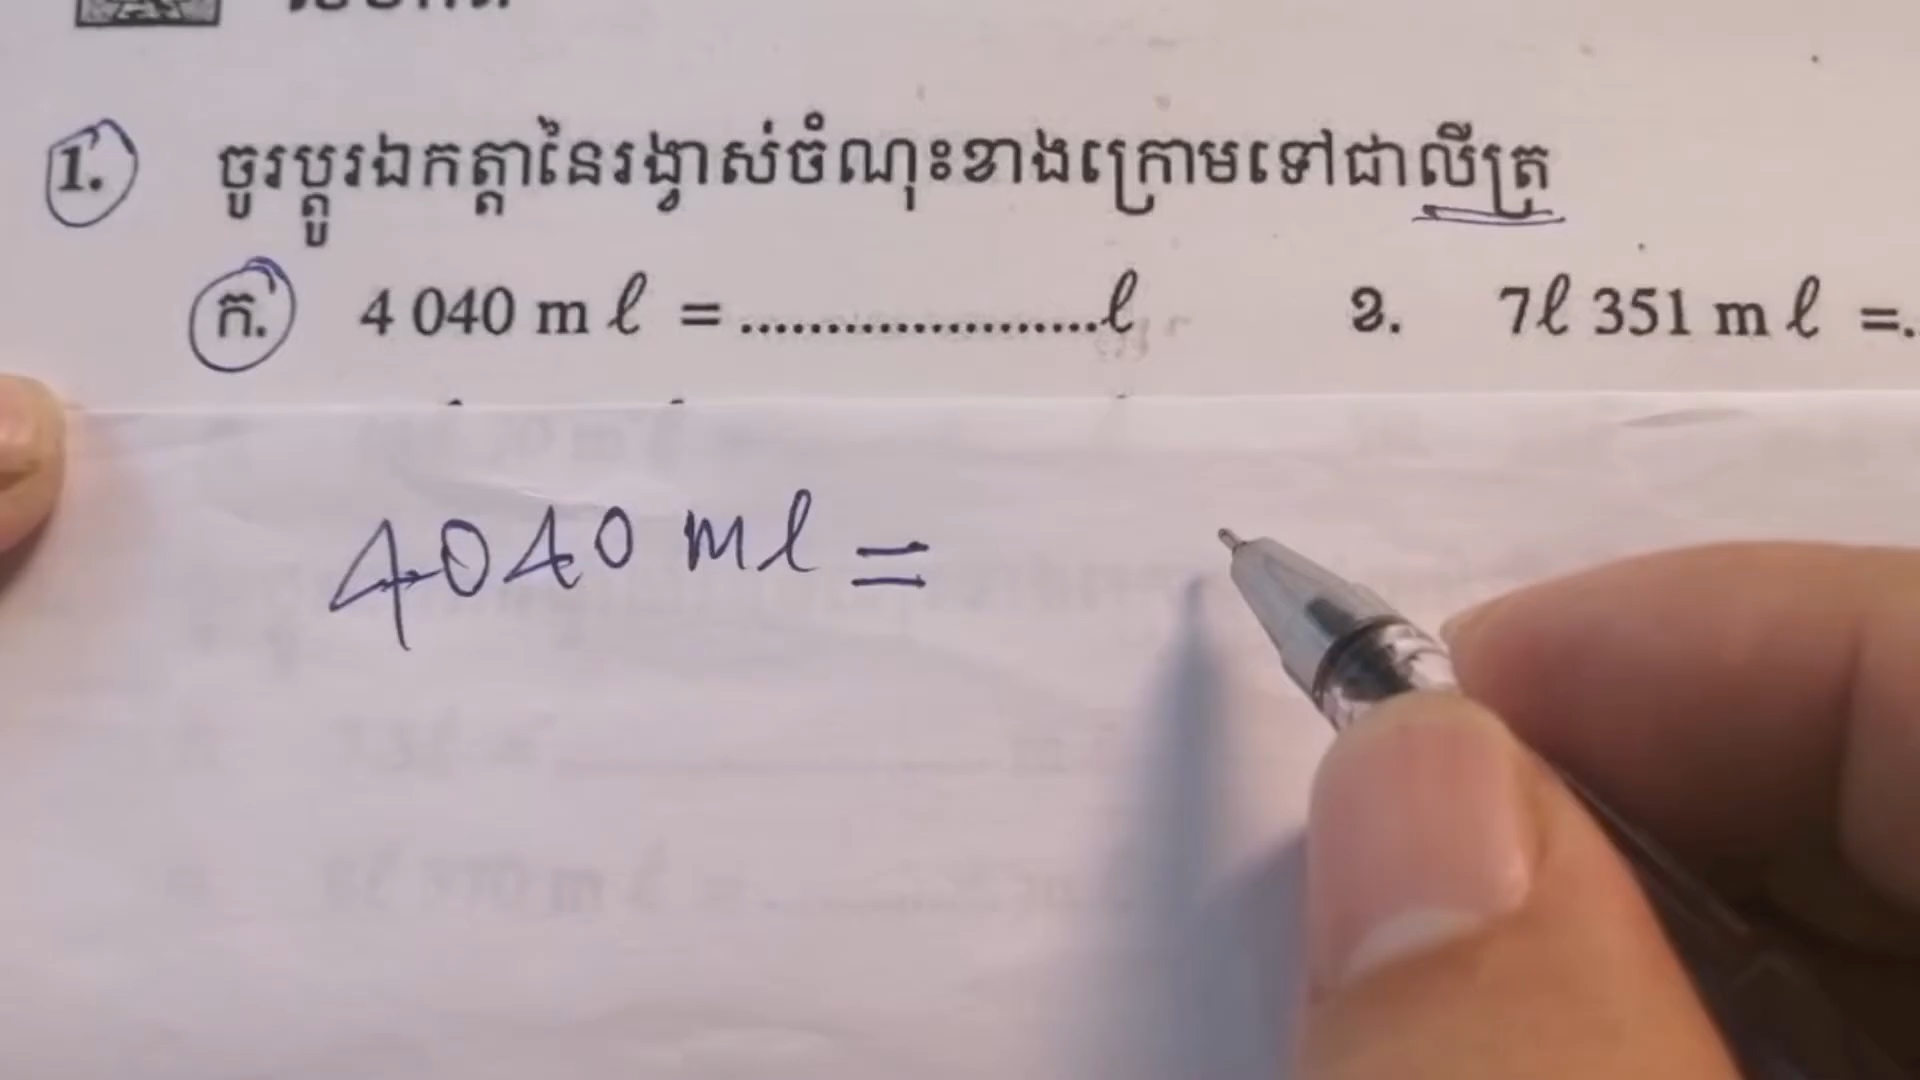 1. ចូរប្តូរឯកត្តានៃរង្វាស់ចំណុះខាងក្រោមទៅជាលីត្រ
ក. 4 040 m ℓ = ......................ℓ ខ. 7ℓ 351 m ℓ =.
4040 ml =